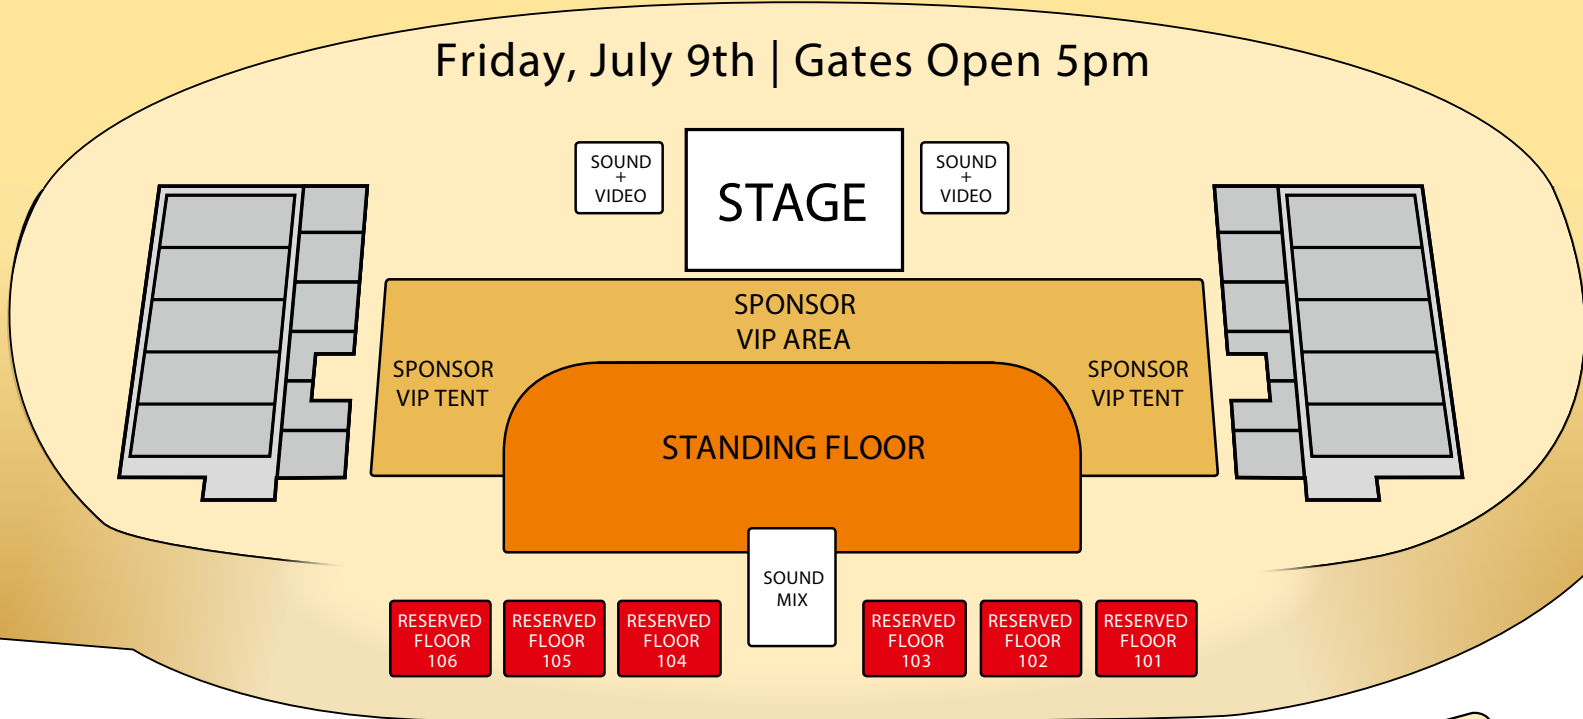 Friday, July 9th | Gates Open 5pm
SOUND
+
VIDEO
STAGE
SOUND
+
VIDEO
SPONSOR
VIP AREA
SPONSOR
VIP TENT
SPONSOR
VIP TENT
STANDING FLOOR
SOUND
MIX
RESERVED
FLOOR
106
RESERVED
FLOOR
105
RESERVED
FLOOR
104
RESERVED
FLOOR
103
RESERVED
FLOOR
102
RESERVED
FLOOR
101